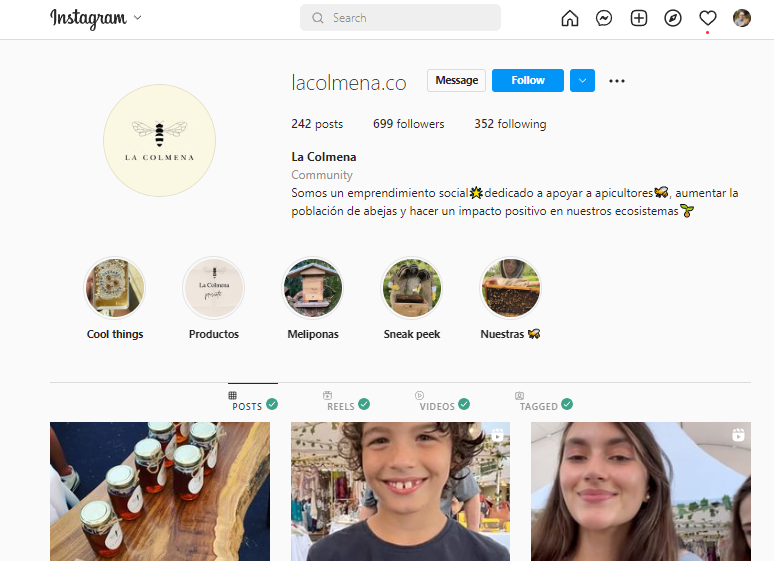 Instagram
Search
lacolmena.co
Message
Follow
242 posts 699 followers 352 following
La Colmena
Community
Somos un emprendimiento social🌟dedicado a apoyar a apicultores🐝, aumentar la
población de abejas y hacer un impacto positivo en nuestros ecosistemas🌱
LA COLMENA
La Colmena
presenta
Cool things
Productos
Meliponas
Sneak peek
Nuestras 🐝
POSTS
REELS
VIDEOS
TAGGED